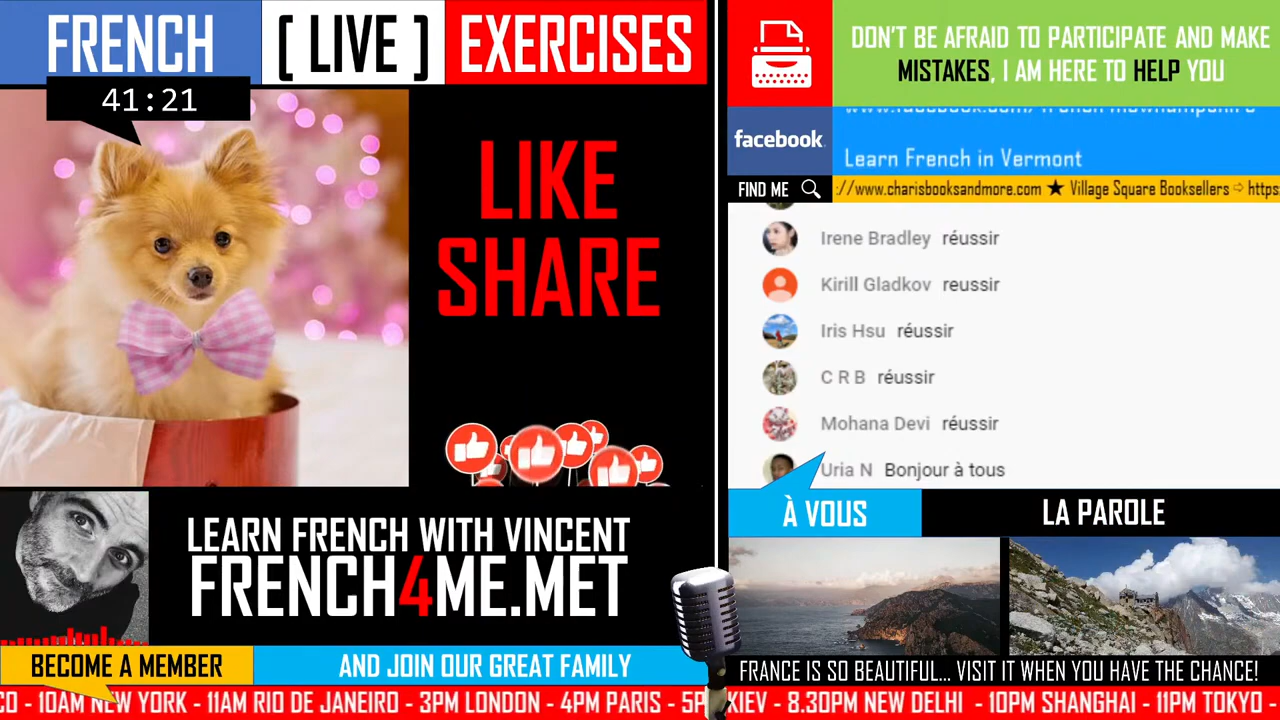 FRENCH
[ LIVE ]
EXERCISES
41:21
LIKE
SHARE
LEARN FRENCH WITH VINCENT
FRENCH4ME.MET
BECOME A MEMBER
AND JOIN OUR GREAT FAMILY
DON'T BE AFRAID TO PARTICIPATE AND MAKE
MISTAKES, I AM HERE TO HELP YOU
facebook.
Learn French in Vermont
FIND ME
://www.charisbooksandmore.com ★ Village Square Booksellers ➪ https
Irene Bradley réussir
Kirill Gladkov reussir
Iris Hsu réussir
C R B réussir
Mohana Devi réussir
Uria N Bonjour à tous
À VOUS
LA PAROLE
FRANCE IS SO BEAUTIFUL... VISIT IT WHEN YOU HAVE THE CHANCE!
CO - 10AM NEW YORK - 11AM RIO DE JANEIRO - 3PM LONDON - 4PM PARIS - 5P KIEV - 8.30PM NEW DELHI - 10PM SHANGHAI - 11PM TOKYO -